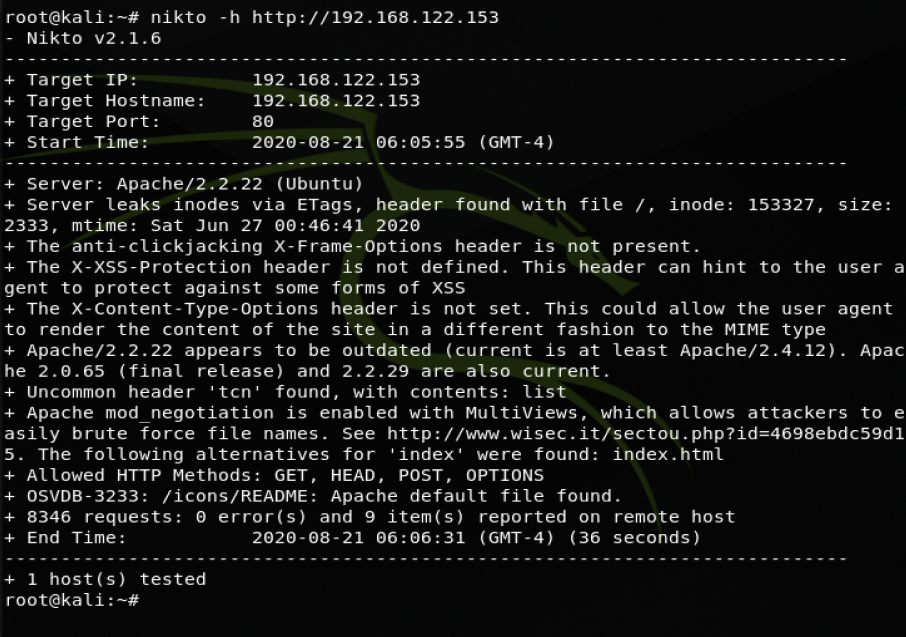 root@kali:~# nikto -h http://192.168.122.153
- Nikto v2.1.6
---------------------------------------------------------------------------
+ Target IP:          192.168.122.153
+ Target Hostname:    192.168.122.153
+ Target Port:        80
+ Start Time:         2020-08-21 06:05:55 (GMT-4)
---------------------------------------------------------------------------
+ Server: Apache/2.2.22 (Ubuntu)
+ Server leaks inodes via ETags, header found with file /, inode: 153327, size:
2333, mtime: Sat Jun 27 00:46:41 2020
+ The anti-clickjacking X-Frame-Options header is not present.
+ The X-XSS-Protection header is not defined. This header can hint to the user a
gent to protect against some forms of XSS
+ The X-Content-Type-Options header is not set. This could allow the user agent
to render the content of the site in a different fashion to the MIME type
+ Apache/2.2.22 appears to be outdated (current is at least Apache/2.4.12). Apac
he 2.0.65 (final release) and 2.2.29 are also current.
+ Uncommon header 'tcn' found, with contents: list
+ Apache mod_negotiation is enabled with MultiViews, which allows attackers to e
asily brute force file names. See http://www.wisec.it/sectou.php?id=4698ebdc59d1
5. The following alternatives for 'index' were found: index.html
+ Allowed HTTP Methods: GET, HEAD, POST, OPTIONS
+ OSVDB-3233: /icons/README: Apache default file found.
+ 8346 requests: 0 error(s) and 9 item(s) reported on remote host
+ End Time:           2020-08-21 06:06:31 (GMT-4) (36 seconds)
---------------------------------------------------------------------------
+ 1 host(s) tested
root@kali:~#